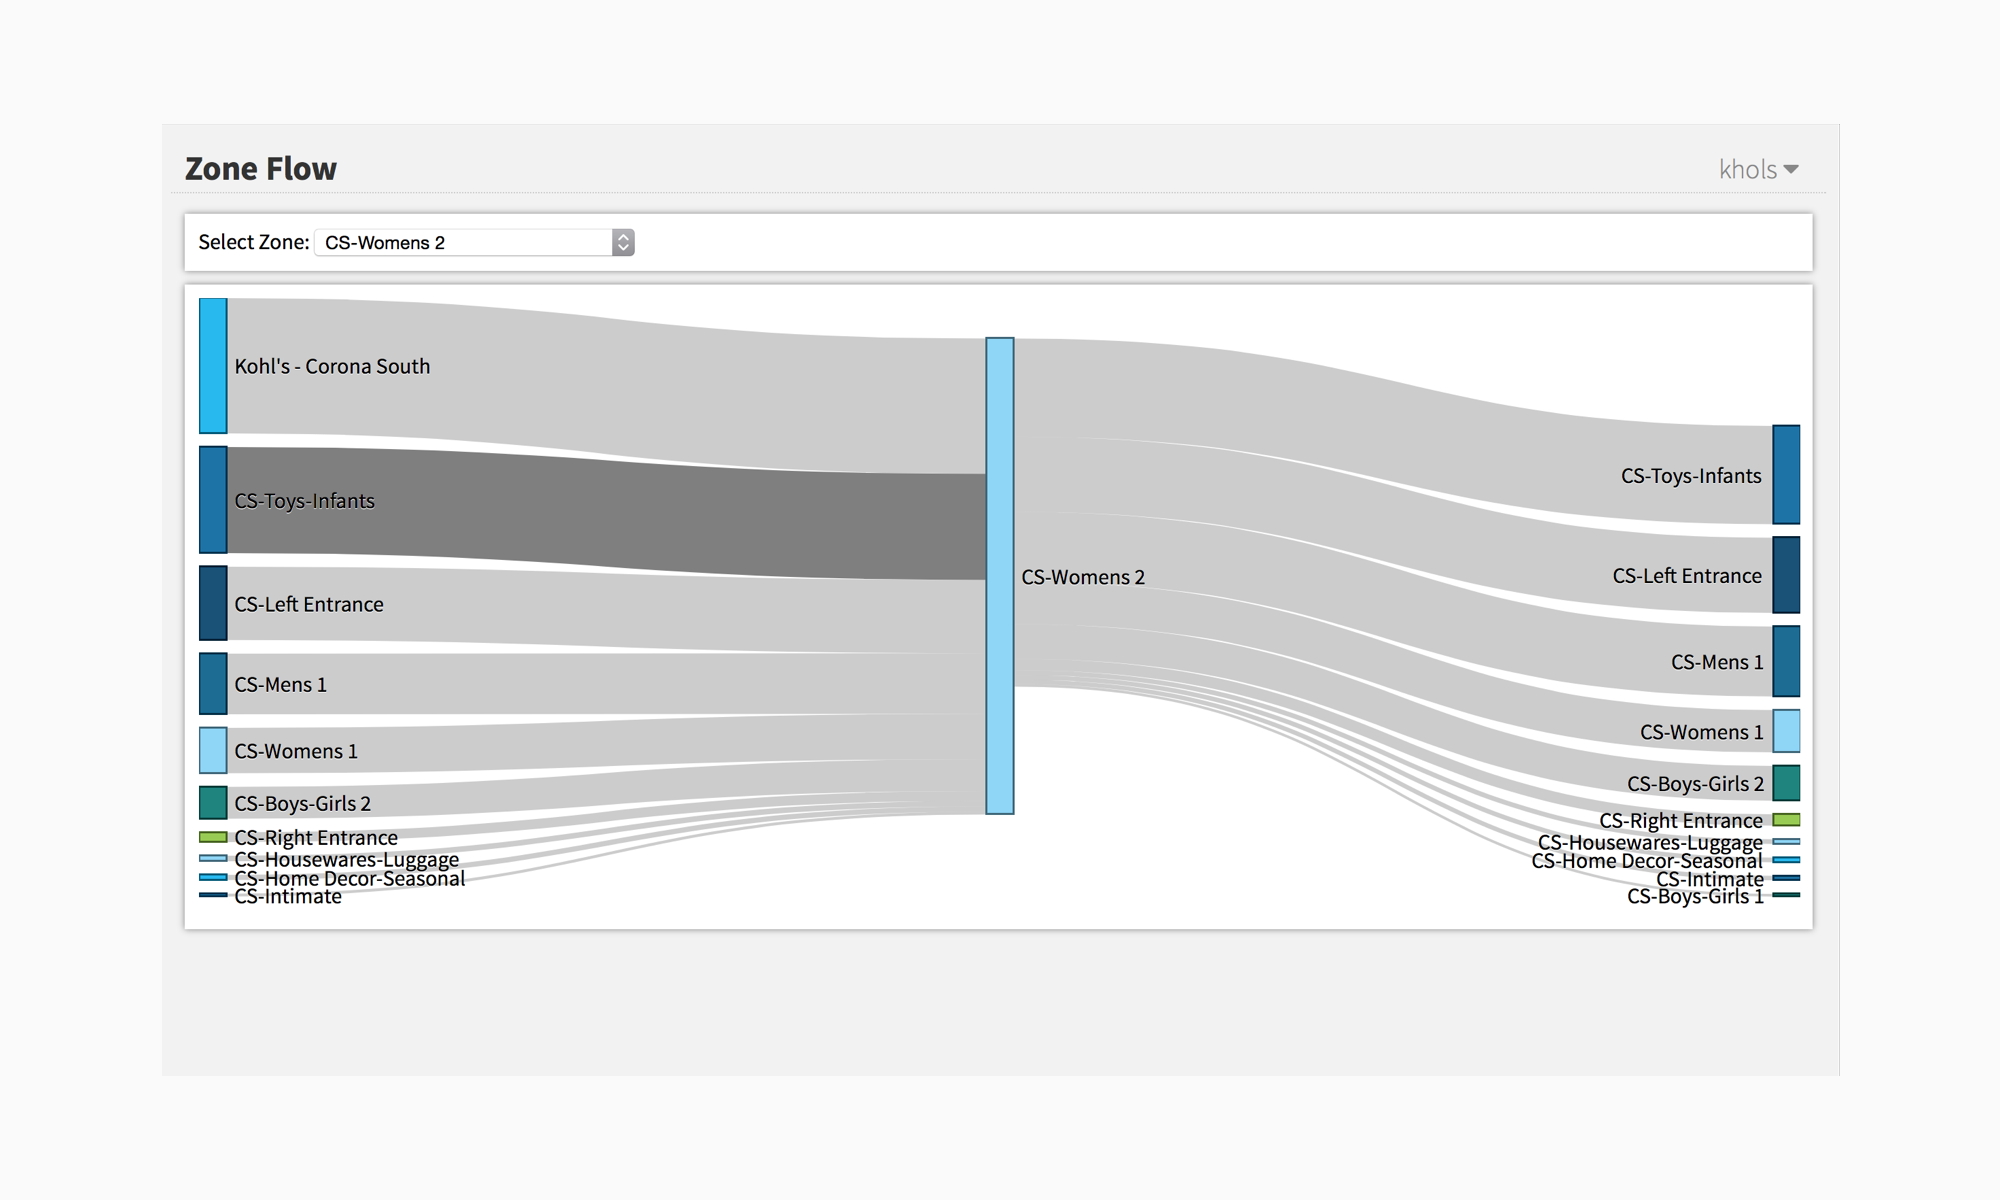 Zone Flow
khols
Select Zone: CS-Womens 2
Kohl's - Corona South
CS-Toys-Infants
CS-Left Entrance
CS-Mens 1
CS-Womens 1
CS-Boys-Girls 2
CS-Right Entrance
CS-Housewares-Luggage
CS-Home Decor-Seasonal
CS-Intimate
CS-Womens 2
CS-Toys-Infants
CS-Left Entrance
CS-Mens 1
CS-Womens 1
CS-Boys-Girls 2
CS-Right Entrance
CS-Housewares-Luggage
CS-Home Decor-Seasonal
CS-Intimate
CS-Boys-Girls 1